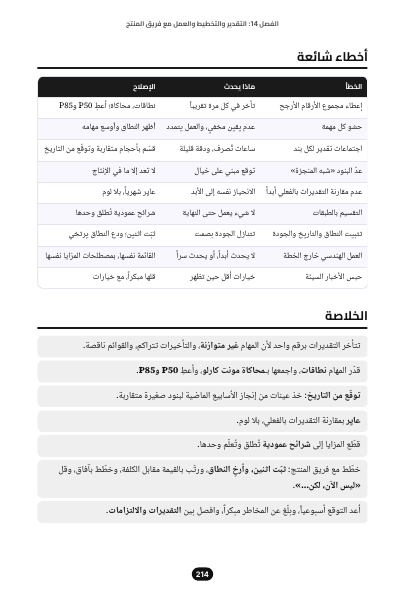 الفصل 14: التقدير والتخطيط والعمل مع فريق المنتج
أخطاء شائعة
الخطأ ماذا يحدث الإصلاح
إعطاء مجموع الأرقام الأرجح تأخر في كل مرة تقريباً نطاقات، محاكاة؛ أعطِ P50 وP85
حشو كل مهمة عدم يقين مخفي، والعمل يتمدد أظهر النطاق وأوسع مهامه
اجتماعات تقدير لكل بند ساعات تُصرف، ودقة قليلة قسّم بأحجام متقاربة وتوقّع من التاريخ
عدّ البنود «شبه المنجزة» توقع مبني على خيال لا تعد إلا ما في الإنتاج
عدم مقارنة التقديرات بالفعلي أبداً الانحياز نفسه إلى الأبد عاير شهرياً، بلا لوم
التقسيم بالطبقات لا شيء يعمل حتى النهاية شرائح عمودية تُطلق وحدها
تثبيت النطاق والتاريخ والجودة تتنازل الجودة بصمت ثبّت اثنين؛ ودع النطاق يرتخي
العمل الهندسي خارج الخطة لا يحدث أبداً، أو يحدث سراً القائمة نفسها، بمصطلحات المزايا نفسها
حبس الأخبار السيئة خيارات أقل حين تظهر قلها مبكراً، مع خيارات
الخلاصة
تتأخر التقديرات برقم واحد لأن المهام غير متوازنة، والتأخيرات تتراكم، والقوائم ناقصة.
قدّر المهام نطاقات، واجمعها بـمحاكاة مونت كارلو، وأعطِ P50 وP85.
توقّع من التاريخ: خذ عينات من إنجاز الأسابيع الماضية لبنود صغيرة متقاربة.
عاير بمقارنة التقديرات بالفعلي، بلا لوم.
قطّع المزايا إلى شرائح عمودية تُطلق وتُعلّم وحدها.
خطّط مع فريق المنتج: ثبّت اثنين، وأرخِ النطاق، ورتّب بالقيمة مقابل الكلفة، وخطّط بآفاق، وقل
«ليس الآن، لكن...».
أعد التوقع أسبوعياً، وبلّغ عن المخاطر مبكراً، وافصل بين التقديرات والالتزامات.
214